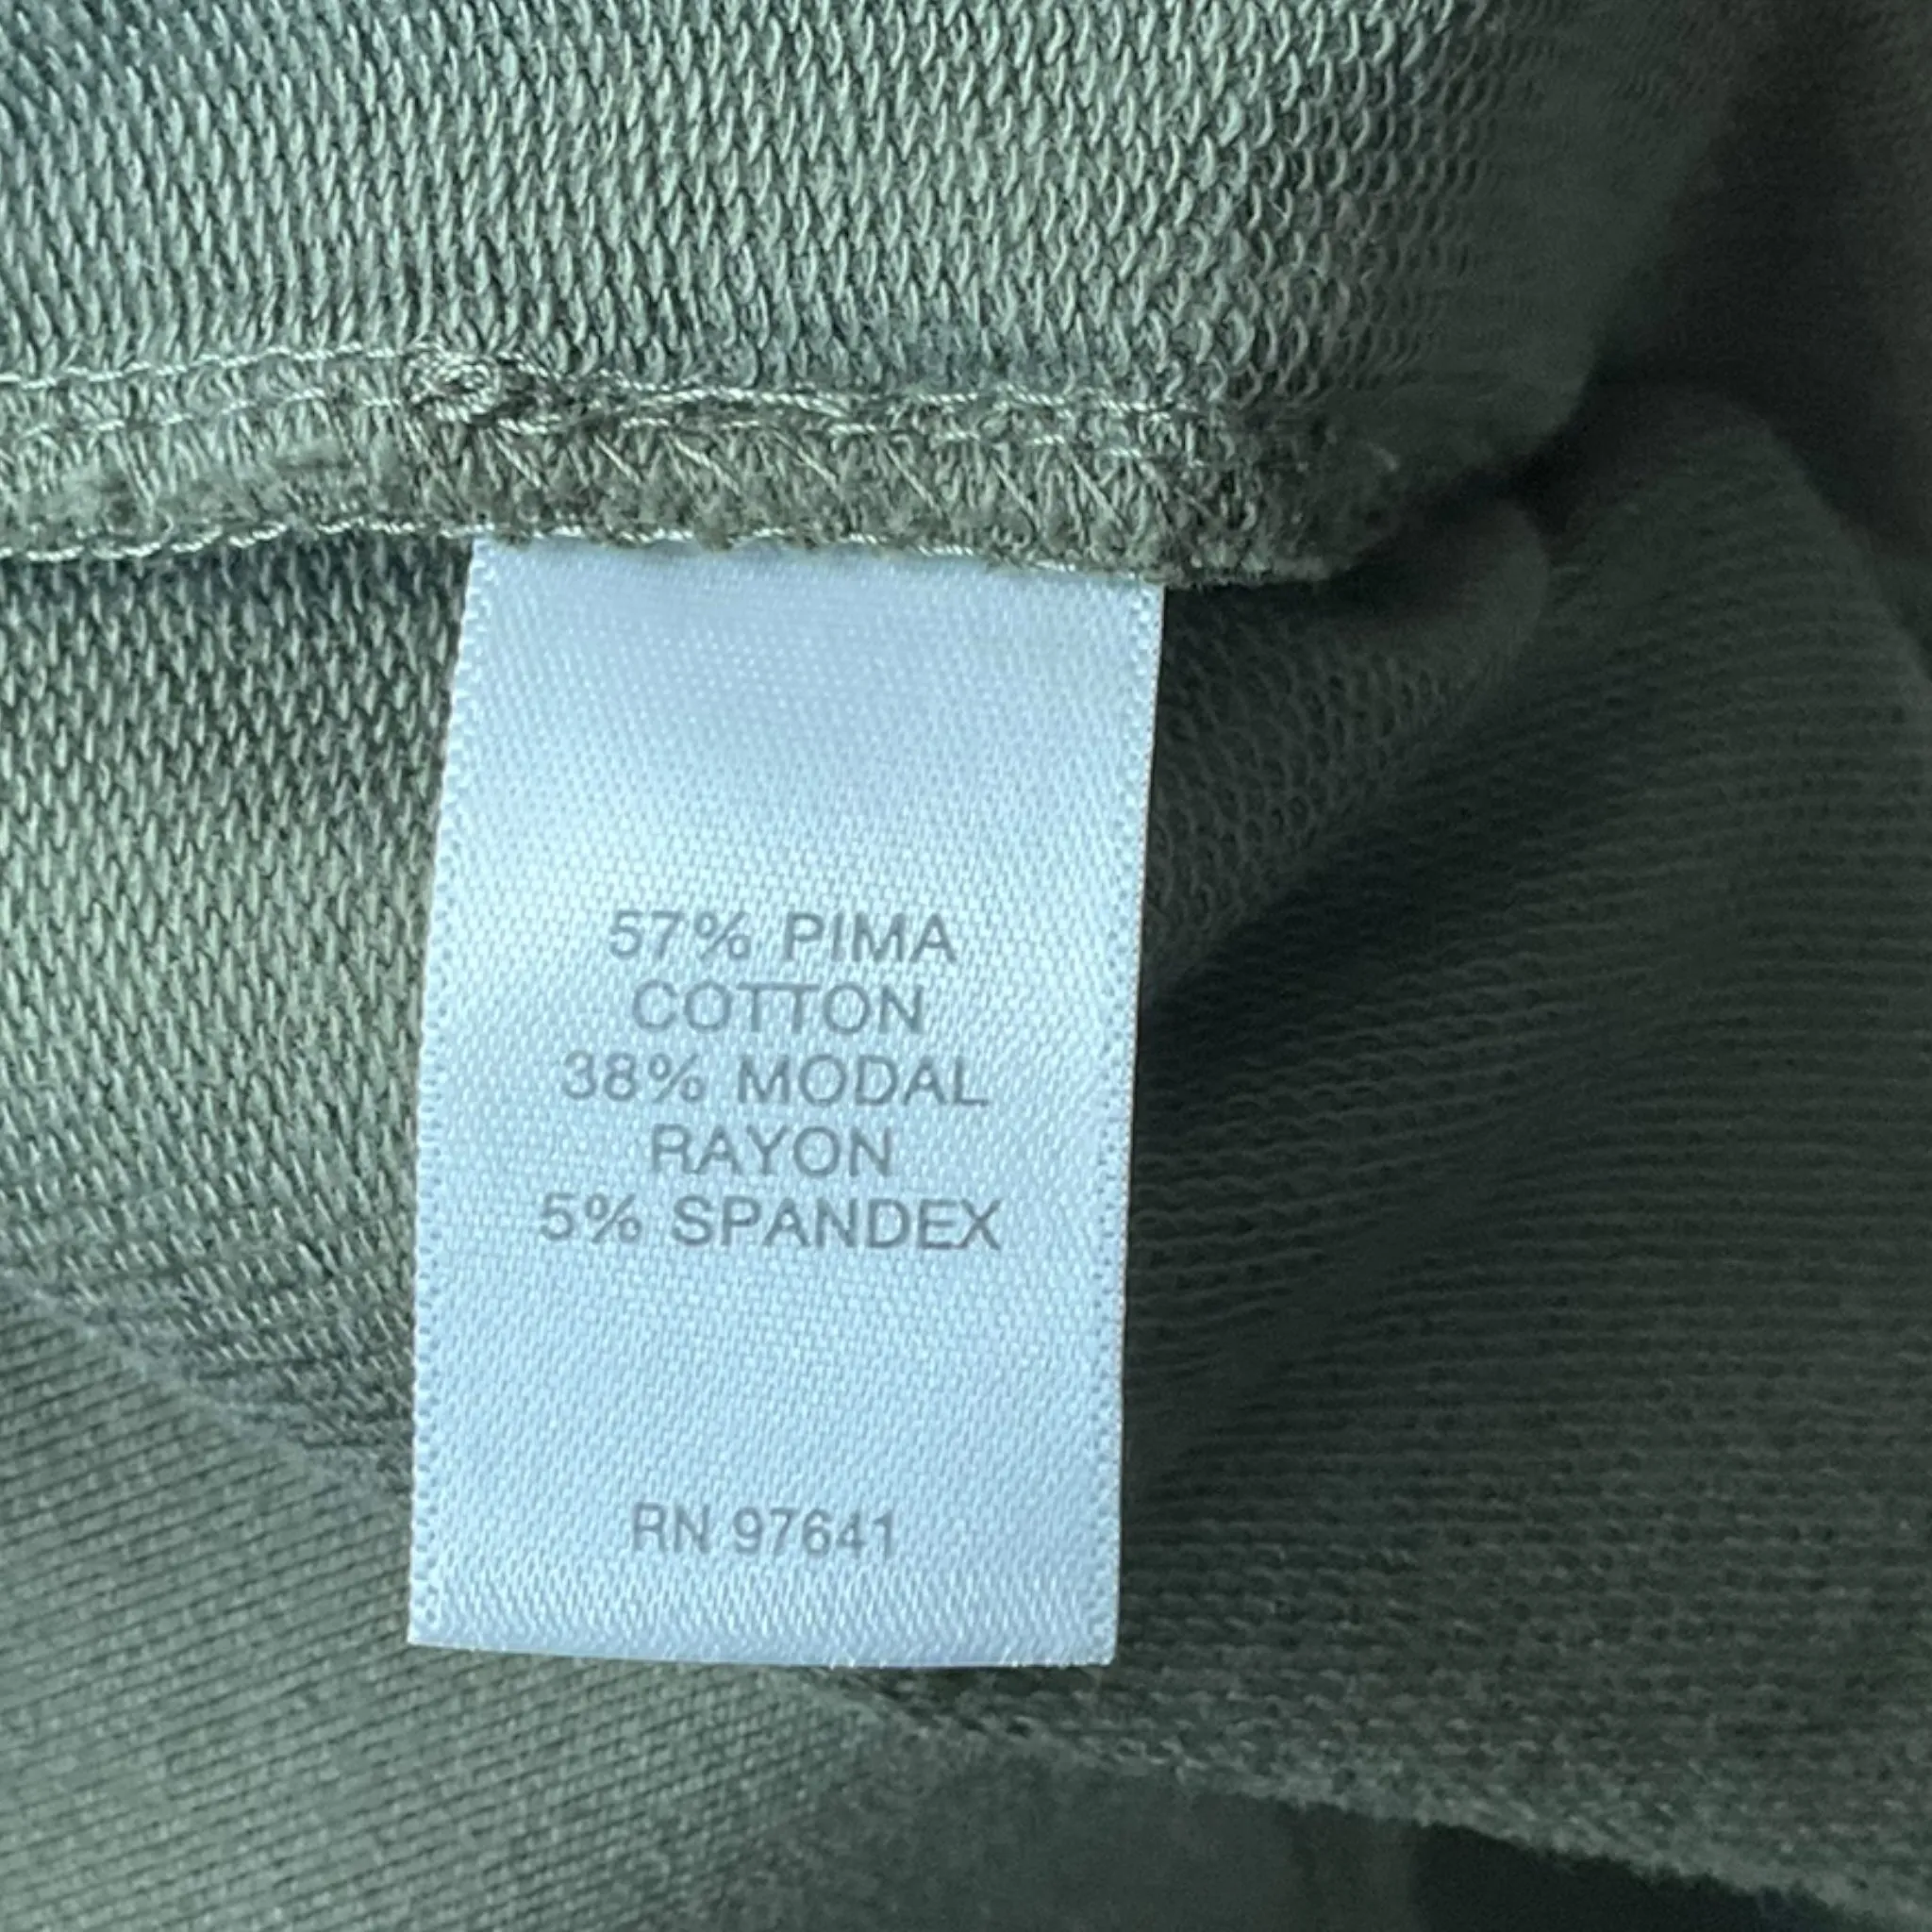 57% PIMA
COTTON
38% MODAL
RAYON
5% SPANDEX
RN 97641